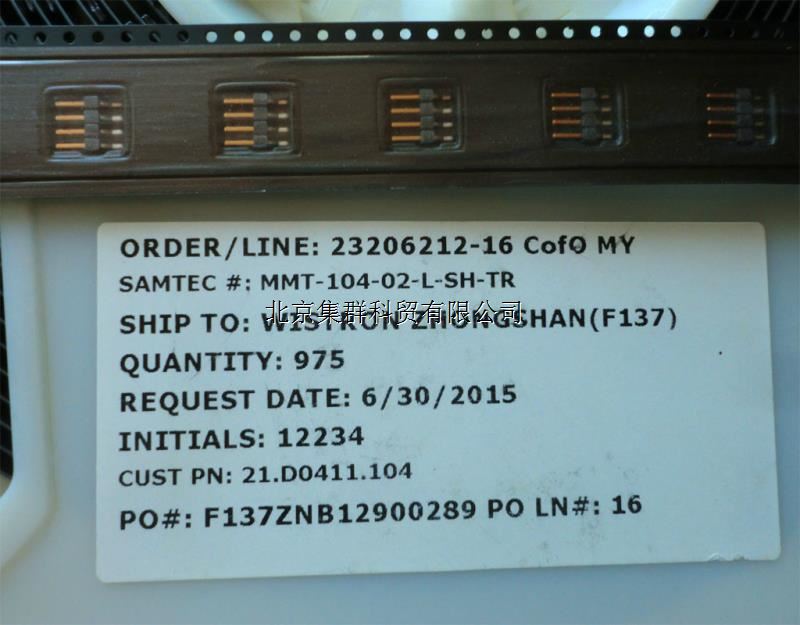 ORDER/LINE: 23206212-16 CofO MY
SAMTEC #: MMT-104-02-L-SH-TR
北京集群科贸有限公司
SHIP TO: WISTRON ZHONGSHAN(F137)
QUANTITY: 975
REQUEST DATE: 6/30/2015
INITIALS: 12234
CUST PN: 21.D0411.104
PO#: F137ZNB12900289 PO LN#: 16